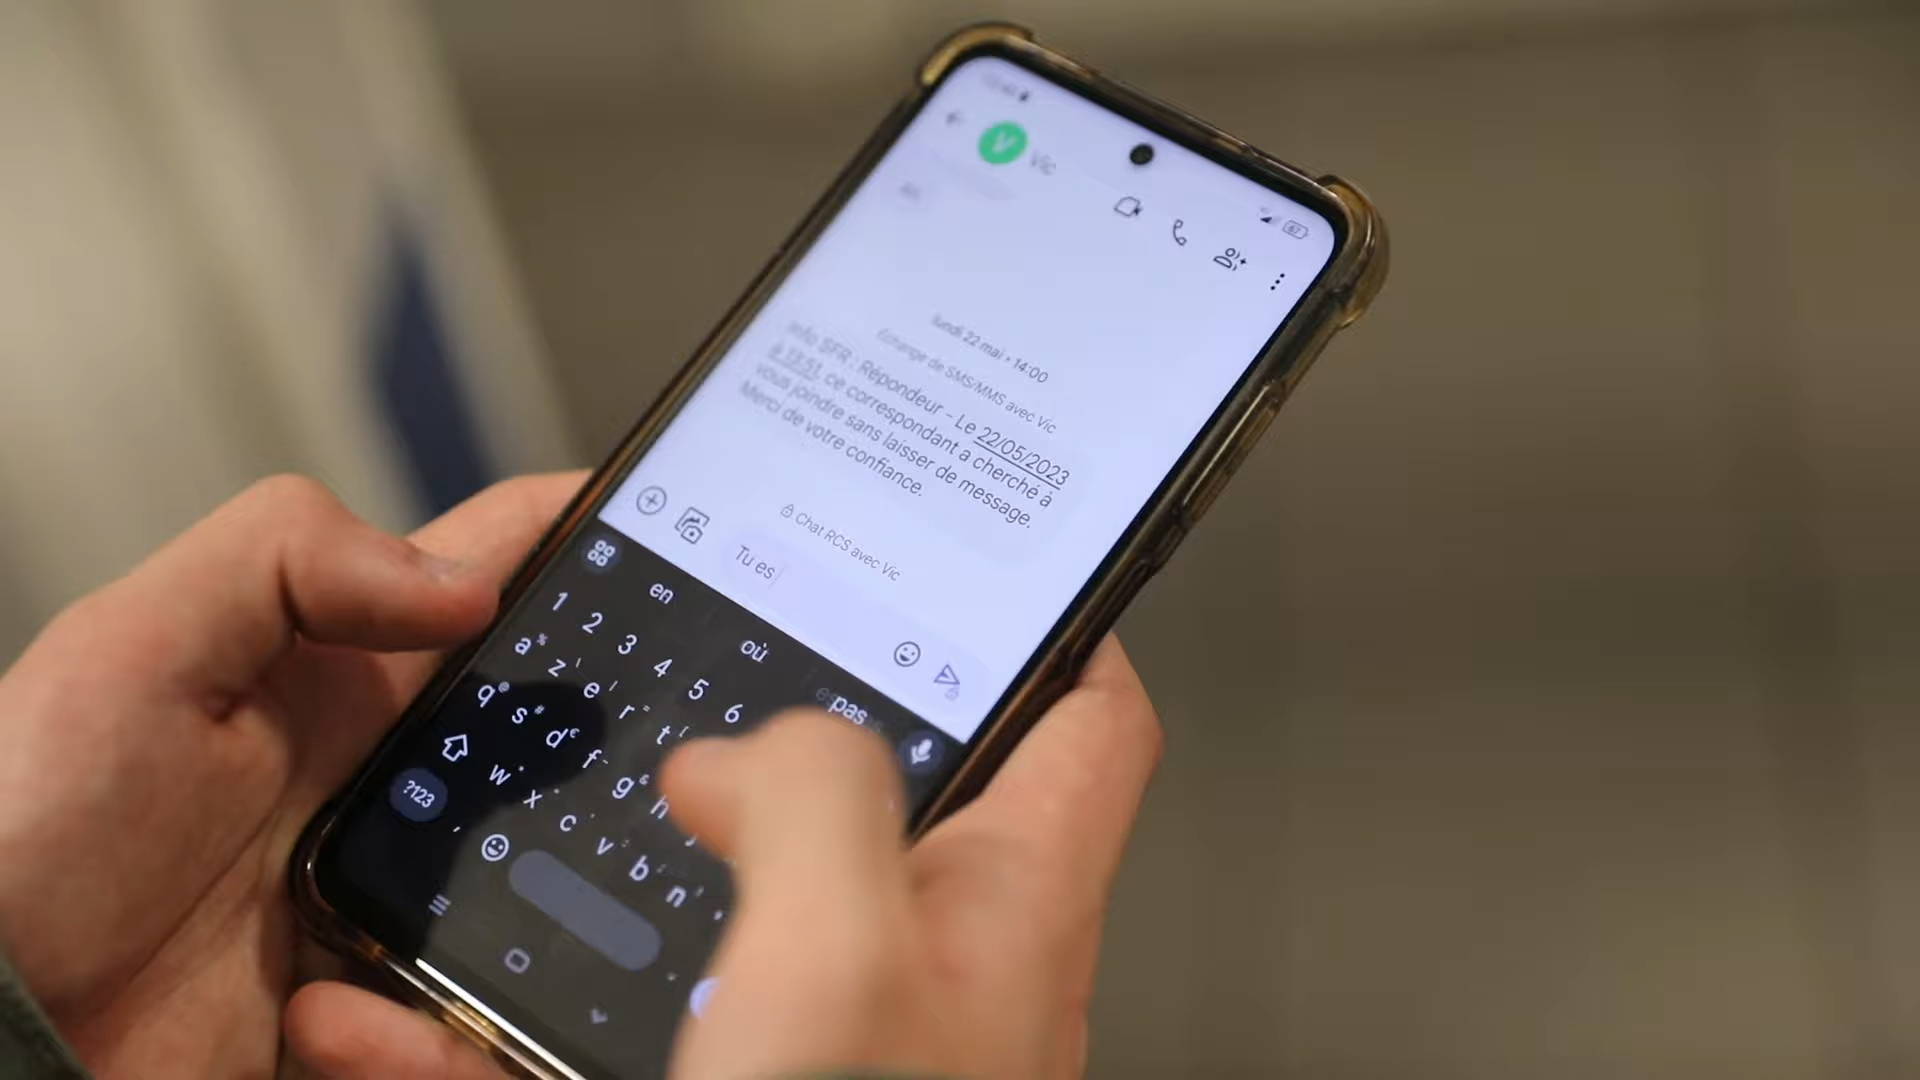 V
Vic
67
lundi 22 mai • 14:00
Échange de SMS/MMS avec Vic
Info SFR : Répondeur - Le 22/05/2023
à 13:51, ce correspondant a cherché à
vous joindre sans laisser de message.
Merci de votre confiance.
Chat RCS avec Vic
Tu es
en où pas
1 2 3 4 5 6
a z e r t
q s d f g h
w x c v b n
?123 ,